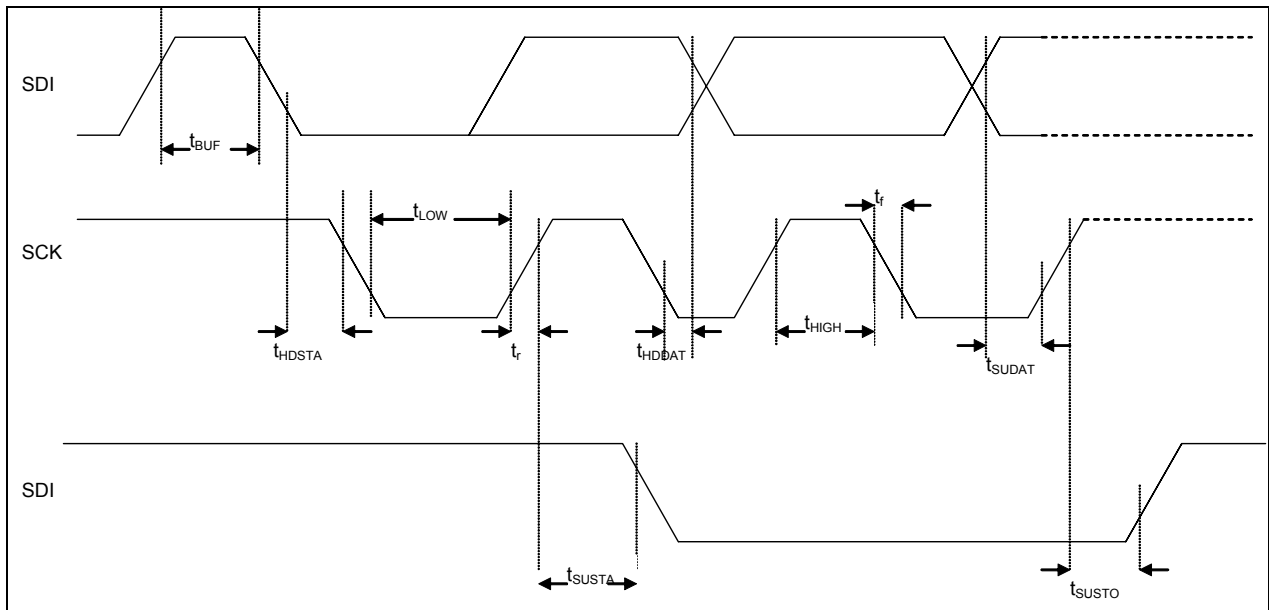 SDI
tBUF
tLOW
tf
SCK
tHDSTA
tr
tHDDAT
tHIGH
tSUDAT
SDI
tSUSTA
tSUSTO